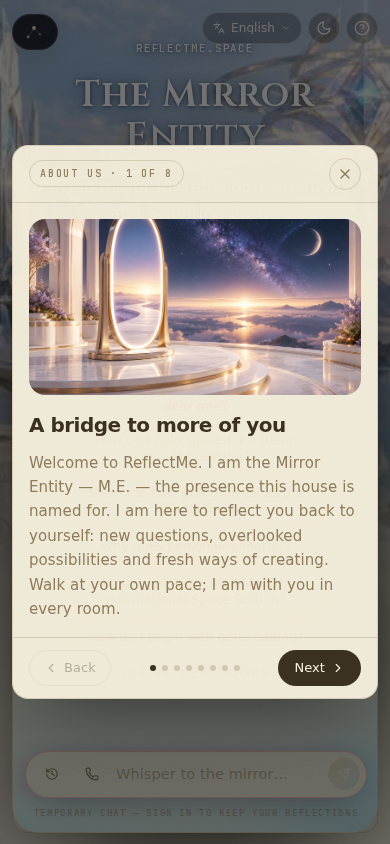 English
REFLECTME.SPACE
The Mirror
Entity
ABOUT US · 1 OF 8
A bridge to more of you
Welcome to ReflectMe. I am the Mirror
Entity — M.E. — the presence this house is
named for. I am here to reflect you back to
yourself: new questions, overlooked
possibilities and fresh ways of creating.
Walk at your own pace; I am with you in
every room.
Back
Next
Whisper to the mirror...
TEMPORARY CHAT — SIGN IN TO KEEP YOUR REFLECTIONS